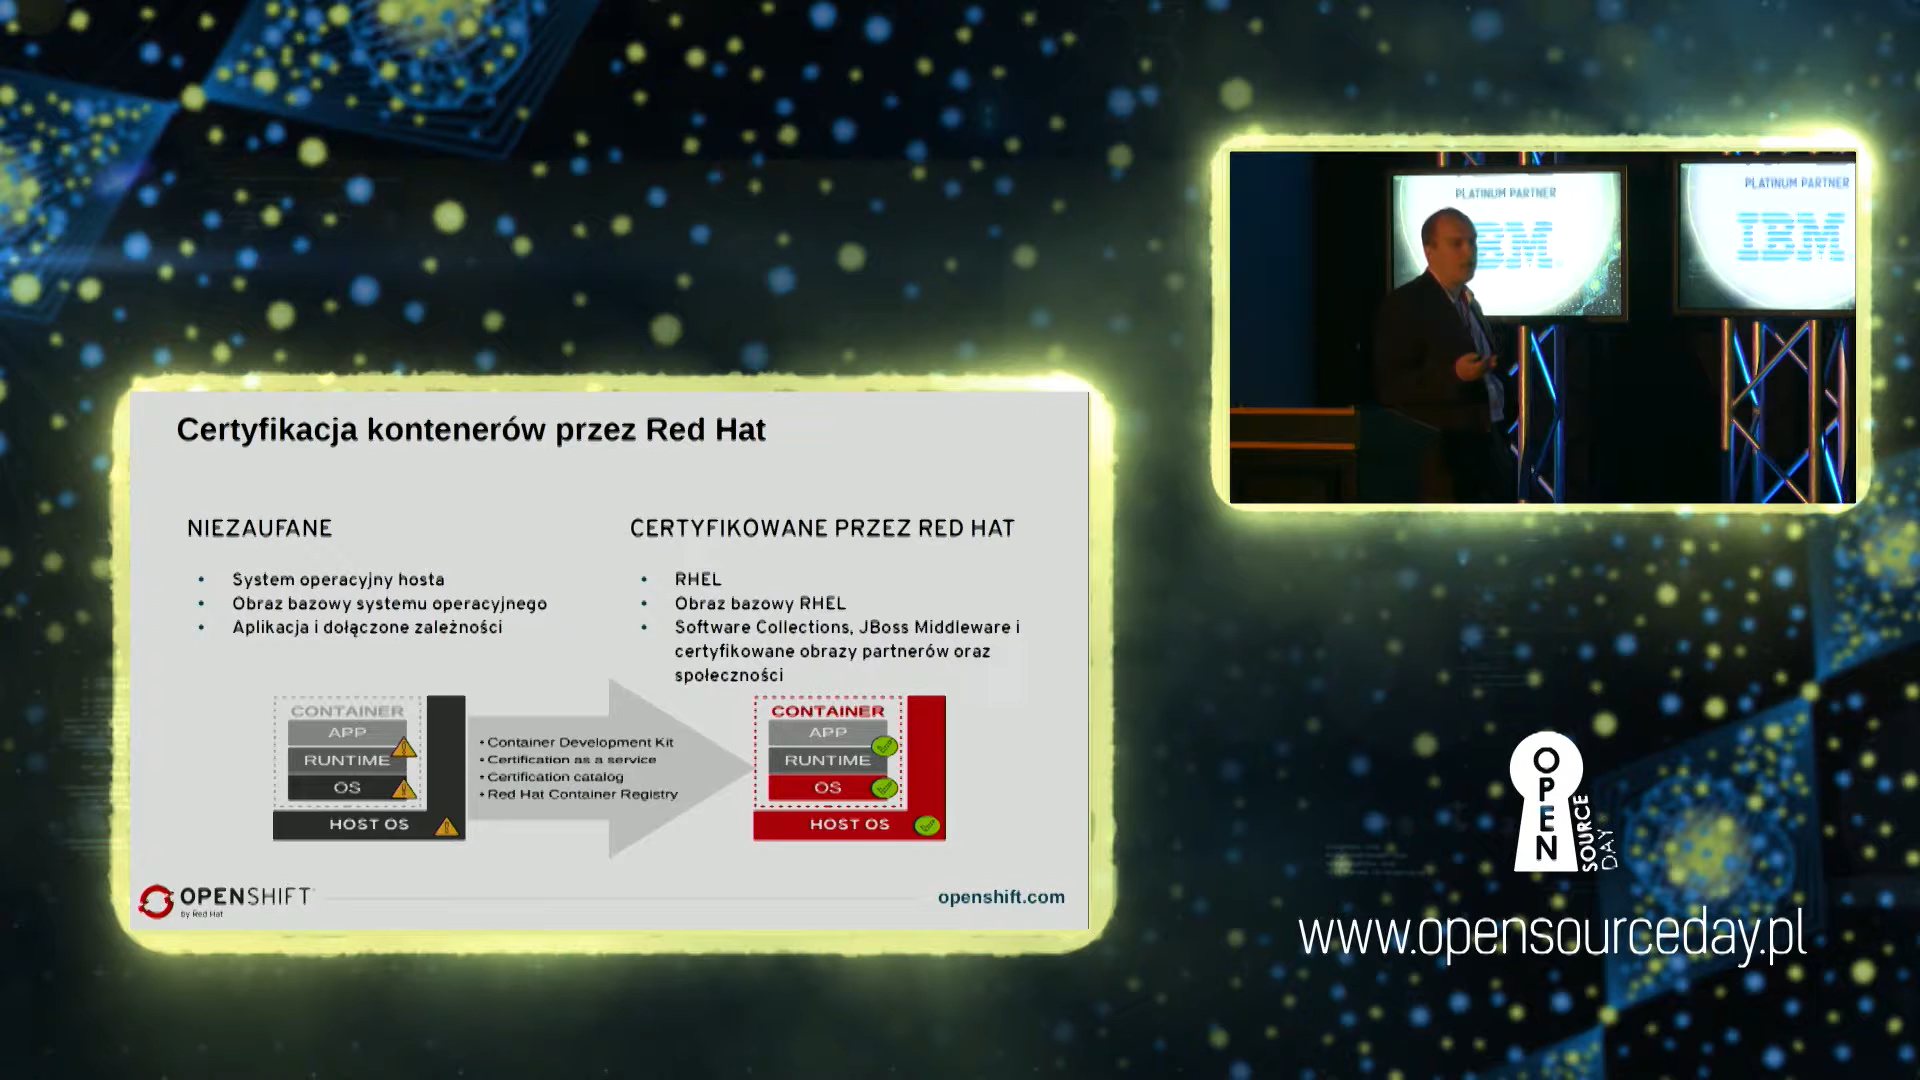 Certyfikacja kontenerów przez Red Hat
NIEZAUFANE
• System operacyjny hosta
• Obraz bazowy systemu operacyjnego
• Aplikacja i dołączone zależności
CERTYFIKOWANE PRZEZ RED HAT
• RHEL
• Obraz bazowy RHEL
• Software Collections, JBoss Middleware i
certyfikowane obrazy partnerów oraz
społeczności
CONTAINER
APP
RUNTIME
OS
HOST OS
• Container Development Kit
• Certification as a service
• Certification catalog
• Red Hat Container Registry
CONTAINER
APP
RUNTIME
OS
HOST OS
OPENSHIFT
by Red Hat
openshift.com
PLATINUM PARTNER
BM
PLATINUM PARTNER
IBM
OPEN
SOURCE
DAY
www.opensourceday.pl